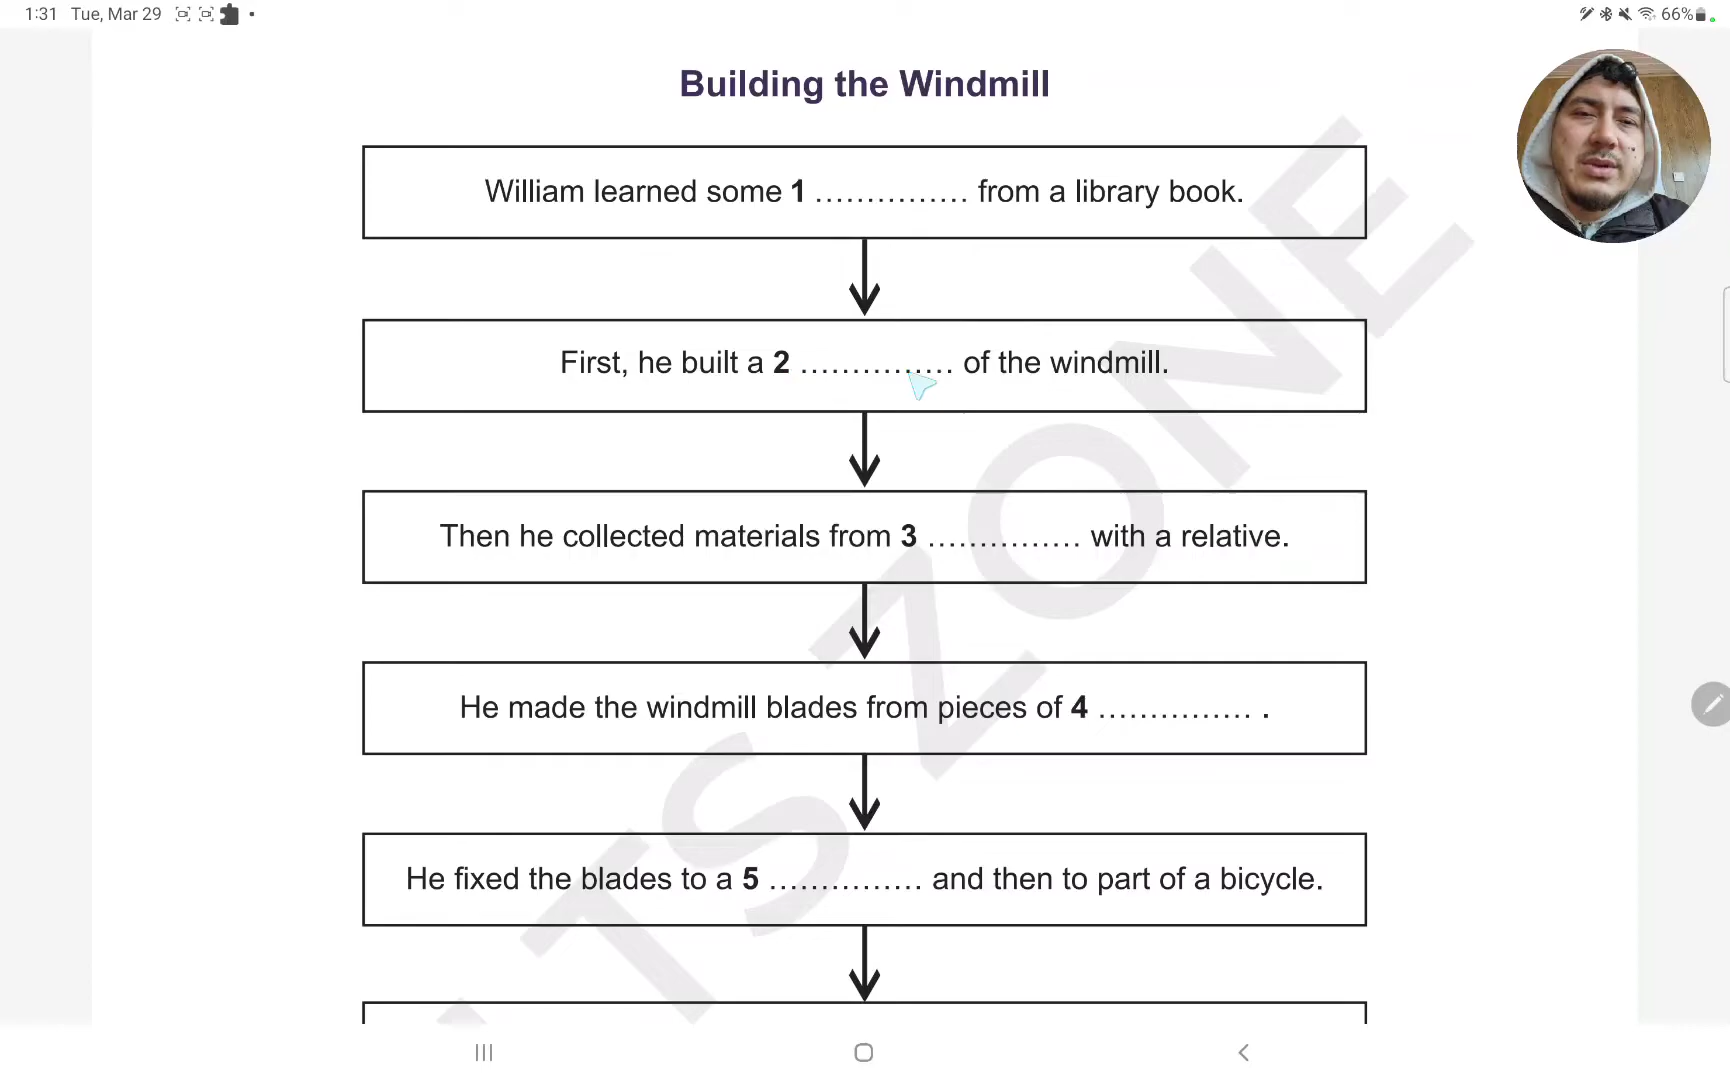 1:31 Tue, Mar 29 66%
Building the Windmill
William learned some 1 ............... from a library book.
First, he built a 2 ............... of the windmill.
Then he collected materials from 3 ............... with a relative.
He made the windmill blades from pieces of 4 ............... .
He fixed the blades to a 5 ............... and then to part of a bicycle.
TS ZONE